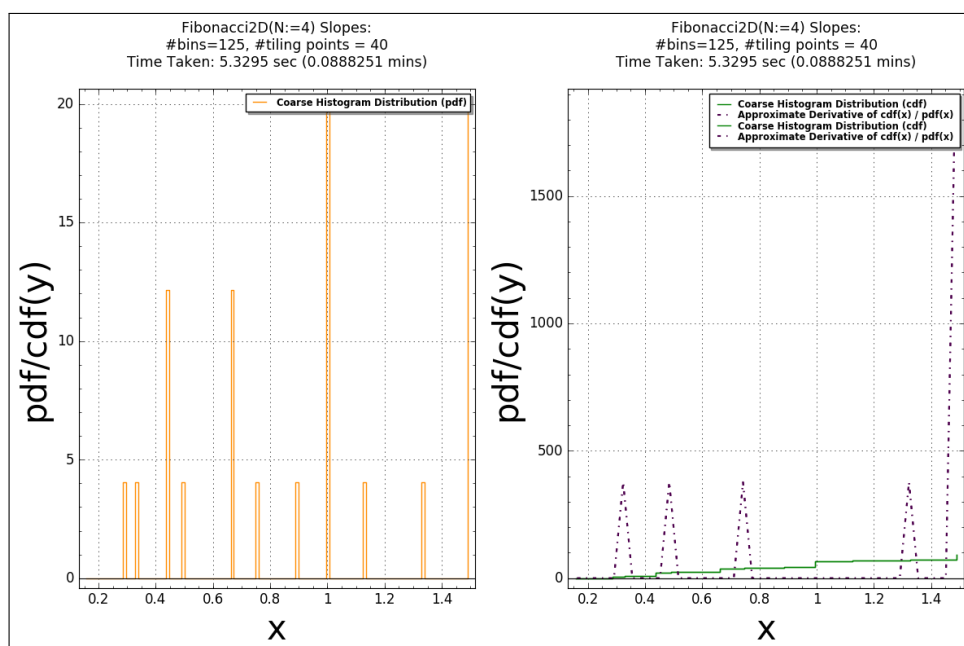 Fibonacci2D(N:=4) Slopes:
#bins=125, #tiling points = 40
Time Taken: 5.3295 sec (0.0888251 mins)
Coarse Histogram Distribution (pdf)
20
15
10
5
0
pdf/cdf(y)
0.2 0.4 0.6 0.8 1 1.2 1.4
x
Fibonacci2D(N:=4) Slopes:
#bins=125, #tiling points = 40
Time Taken: 5.3295 sec (0.0888251 mins)
Coarse Histogram Distribution (cdf)
Approximate Derivative of cdf(x) / pdf(x)
Coarse Histogram Distribution (cdf)
Approximate Derivative of cdf(x) / pdf(x)
1500
1000
500
0
pdf/cdf(y)
0.2 0.4 0.6 0.8 1 1.2 1.4
x